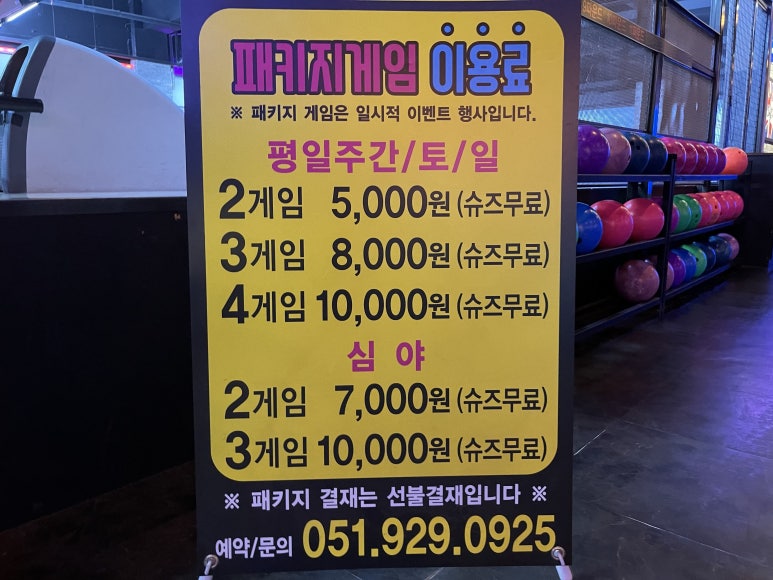 패키지게임 이용료
※ 패키지 게임은 일시적 이벤트 행사입니다.
평일주간/토/일
2게임 5,000원 (슈즈무료)
3게임 8,000원 (슈즈무료)
4게임 10,000원 (슈즈무료)
심 야
2게임 7,000원 (슈즈무료)
3게임 10,000원 (슈즈무료)
※ 패키지 결재는 선불결재입니다 ※
예약/문의 051.929.0925